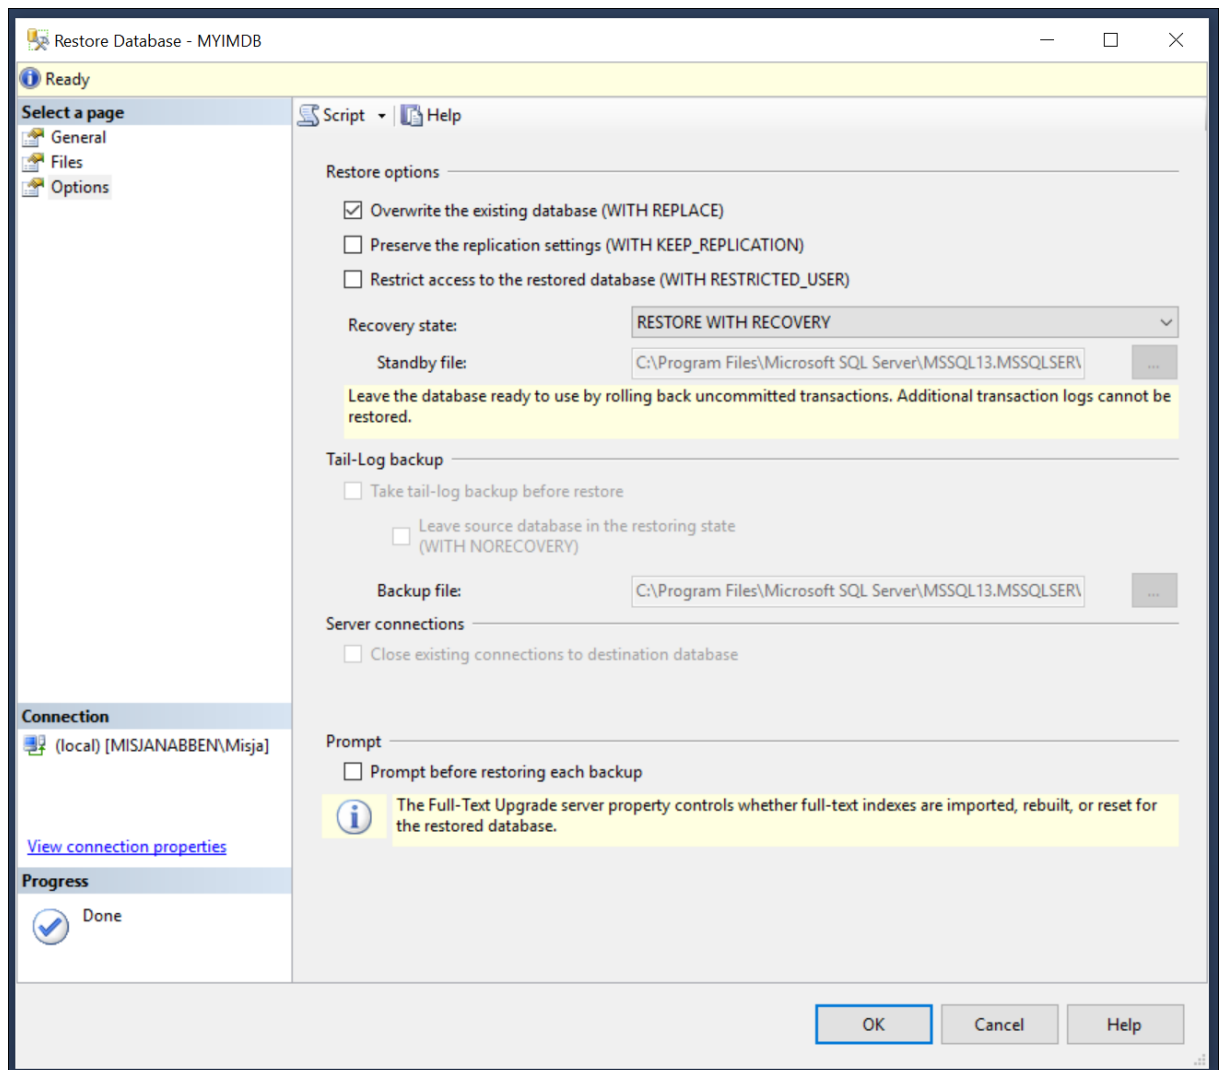 Restore Database - MYIMDB
Ready
Select a page
General
Files
Options
Script
Help
Restore options
Overwrite the existing database (WITH REPLACE)
Preserve the replication settings (WITH KEEP_REPLICATION)
Restrict access to the restored database (WITH RESTRICTED_USER)
Recovery state:
RESTORE WITH RECOVERY
Standby file:
C:\Program Files\Microsoft SQL Server\MSSQL13.MSSQLSER\
...
Leave the database ready to use by rolling back uncommitted transactions. Additional transaction logs cannot be
restored.
Tail-Log backup
Take tail-log backup before restore
Leave source database in the restoring state
(WITH NORECOVERY)
Backup file:
C:\Program Files\Microsoft SQL Server\MSSQL13.MSSQLSER\
...
Server connections
Close existing connections to destination database
Connection
(local) [MISJANABBEN\Misja]
View connection properties
Progress
Done
Prompt
Prompt before restoring each backup
The Full-Text Upgrade server property controls whether full-text indexes are imported, rebuilt, or reset for
the restored database.
OK
Cancel
Help